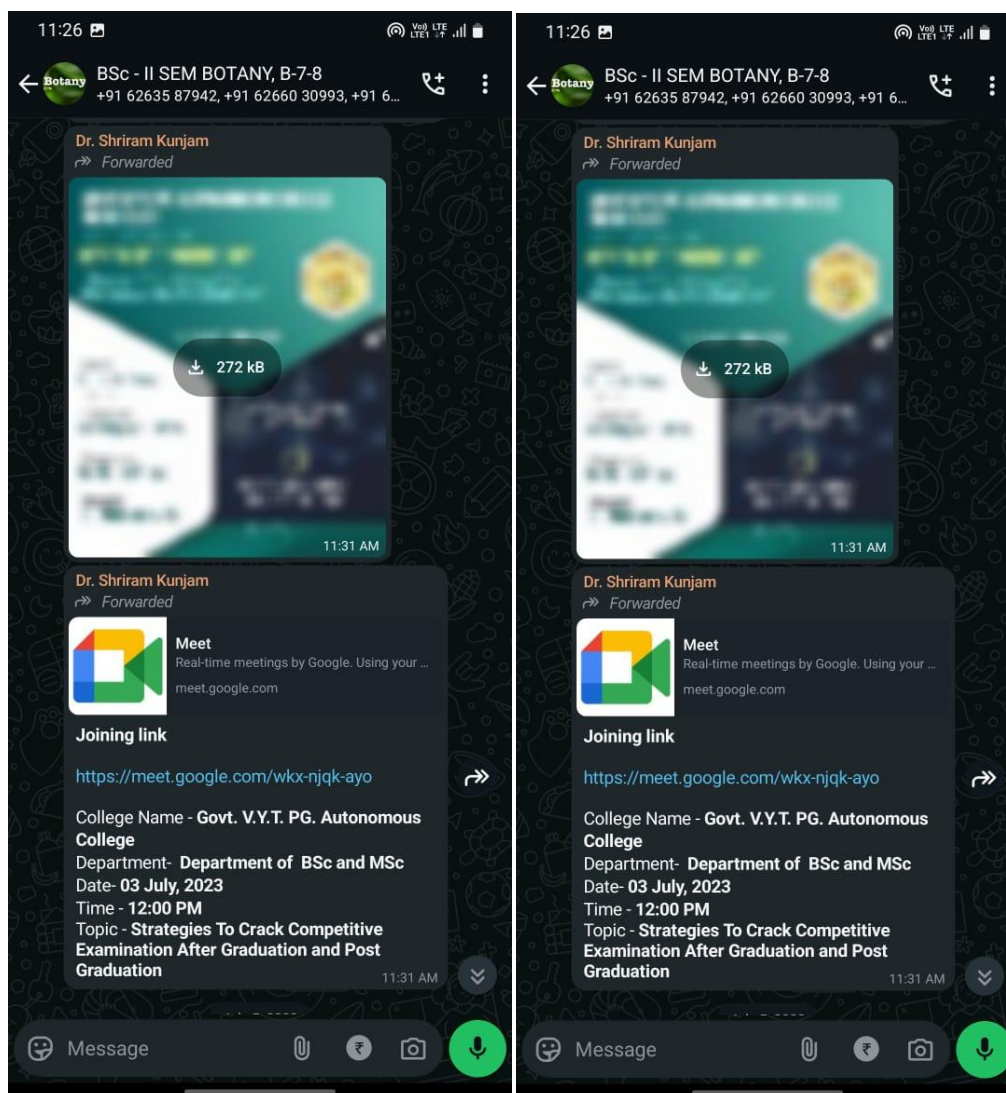 11:26
Voo) LTE
LTE1 ↓↑
Botany
BSc - II SEM BOTANY, B-7-8
+91 62635 87942, +91 62660 30993, +91 6...
Dr. Shriram Kunjam
Forwarded
272 kB
11:31 AM
Dr. Shriram Kunjam
Forwarded
Meet
Real-time meetings by Google. Using your ...
meet.google.com
Joining link
https://meet.google.com/wkx-njqk-ayo
College Name - Govt. V.Y.T. PG. Autonomous
College
Department- Department of BSc and MSc
Date- 03 July, 2023
Time - 12:00 PM
Topic - Strategies To Crack Competitive
Examination After Graduation and Post
Graduation
11:31 AM
Message
11:26
Voo) LTE
LTE1 ↓↑
Botany
BSc - II SEM BOTANY, B-7-8
+91 62635 87942, +91 62660 30993, +91 6...
Dr. Shriram Kunjam
Forwarded
272 kB
11:31 AM
Dr. Shriram Kunjam
Forwarded
Meet
Real-time meetings by Google. Using your ...
meet.google.com
Joining link
https://meet.google.com/wkx-njqk-ayo
College Name - Govt. V.Y.T. PG. Autonomous
College
Department- Department of BSc and MSc
Date- 03 July, 2023
Time - 12:00 PM
Topic - Strategies To Crack Competitive
Examination After Graduation and Post
Graduation
11:31 AM
Message